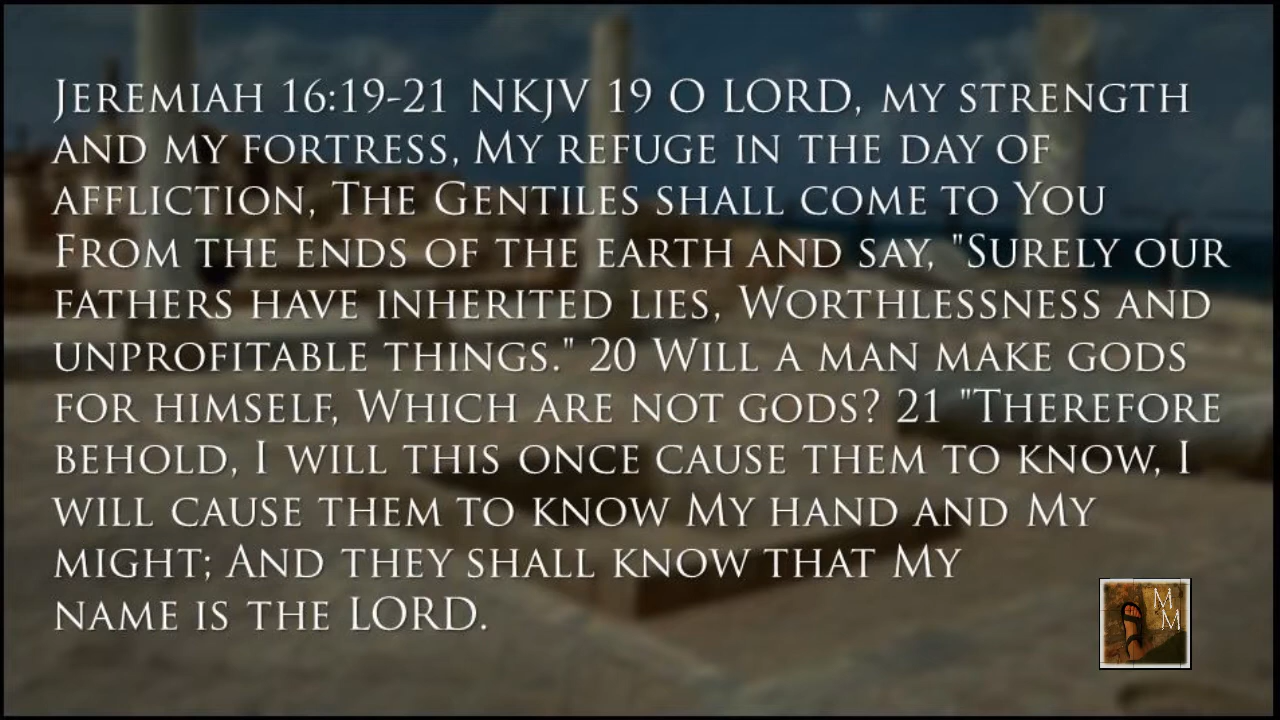 Jeremiah 16:19-21 NKJV 19 O LORD, my strength
and my fortress, My refuge in the day of
affliction, The Gentiles shall come to You
From the ends of the earth and say, "Surely our
fathers have inherited lies, Worthlessness and
unprofitable things." 20 Will a man make gods
for himself, Which are not gods? 21 "Therefore
behold, I will this once cause them to know, I
will cause them to know My hand and My
might; And they shall know that My
name is the LORD.
M
M